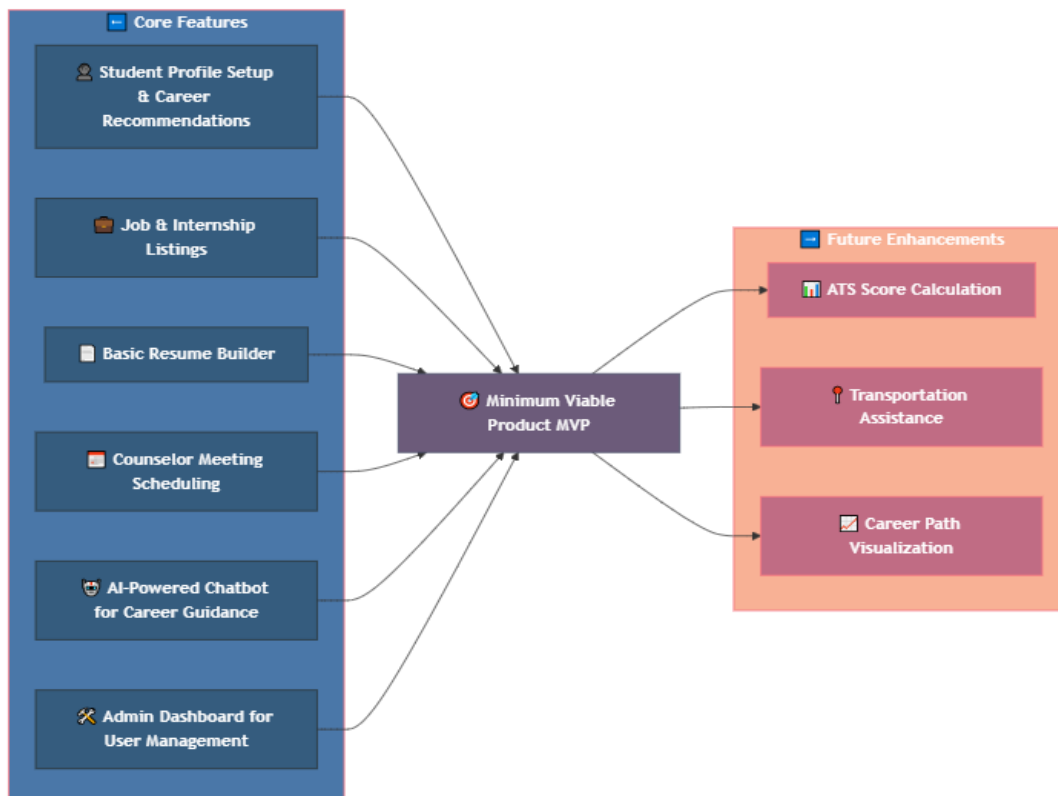 Core Features
Student Profile Setup
& Career
Recommendations
Job & Internship
Listings
Basic Resume Builder
Counselor Meeting
Scheduling
AI-Powered Chatbot
for Career Guidance
Admin Dashboard for
User Management
Minimum Viable
Product MVP
Future Enhancements
ATS Score Calculation
Transportation
Assistance
Career Path
Visualization